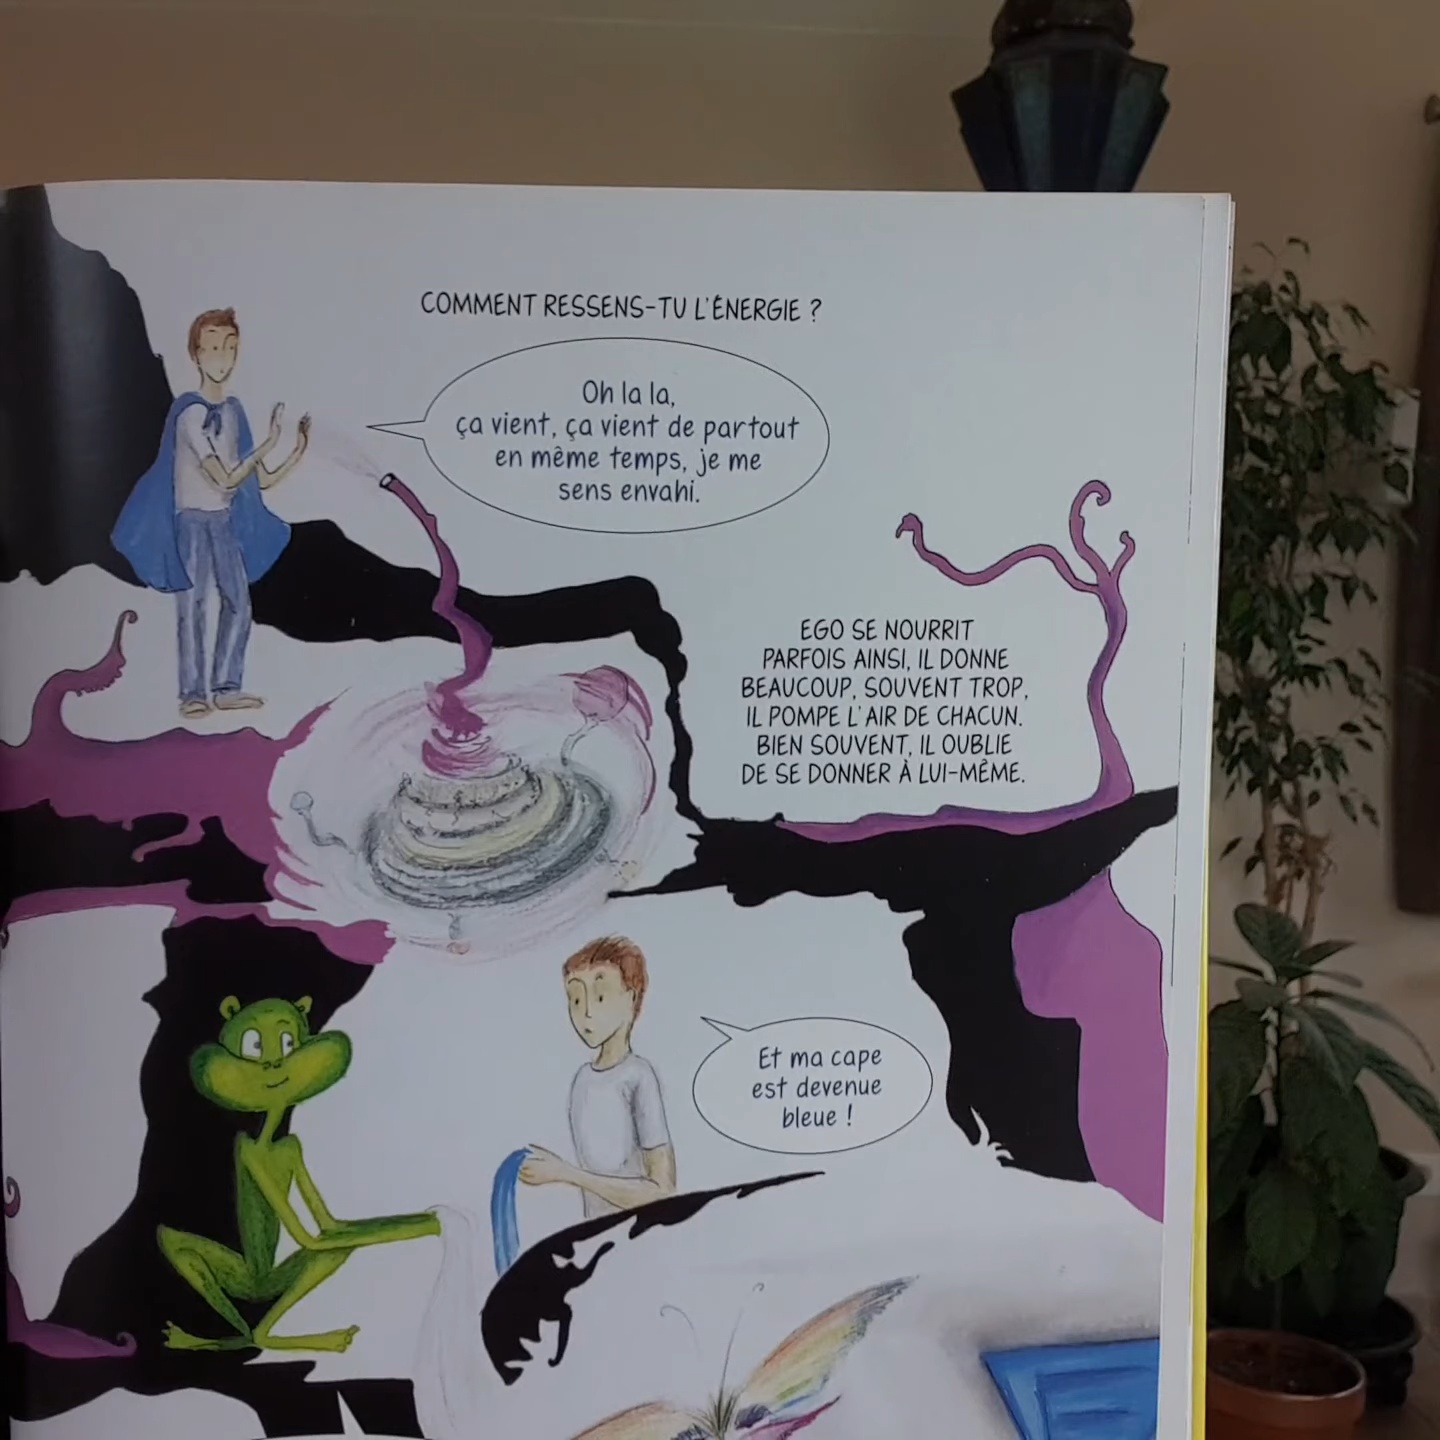 COMMENT RESSENS-TU L'ÉNERGIE ?
Oh la la,
ça vient, ça vient de partout
en même temps, je me
sens envahi.
EGO SE NOURRIT
PARFOIS AINSI, IL DONNE
BEAUCOUP, SOUVENT TROP,
IL POMPE L'AIR DE CHACUN.
BIEN SOUVENT, IL OUBLIE
DE SE DONNER À LUI-MÊME.
Et ma cape
est devenue
bleue !